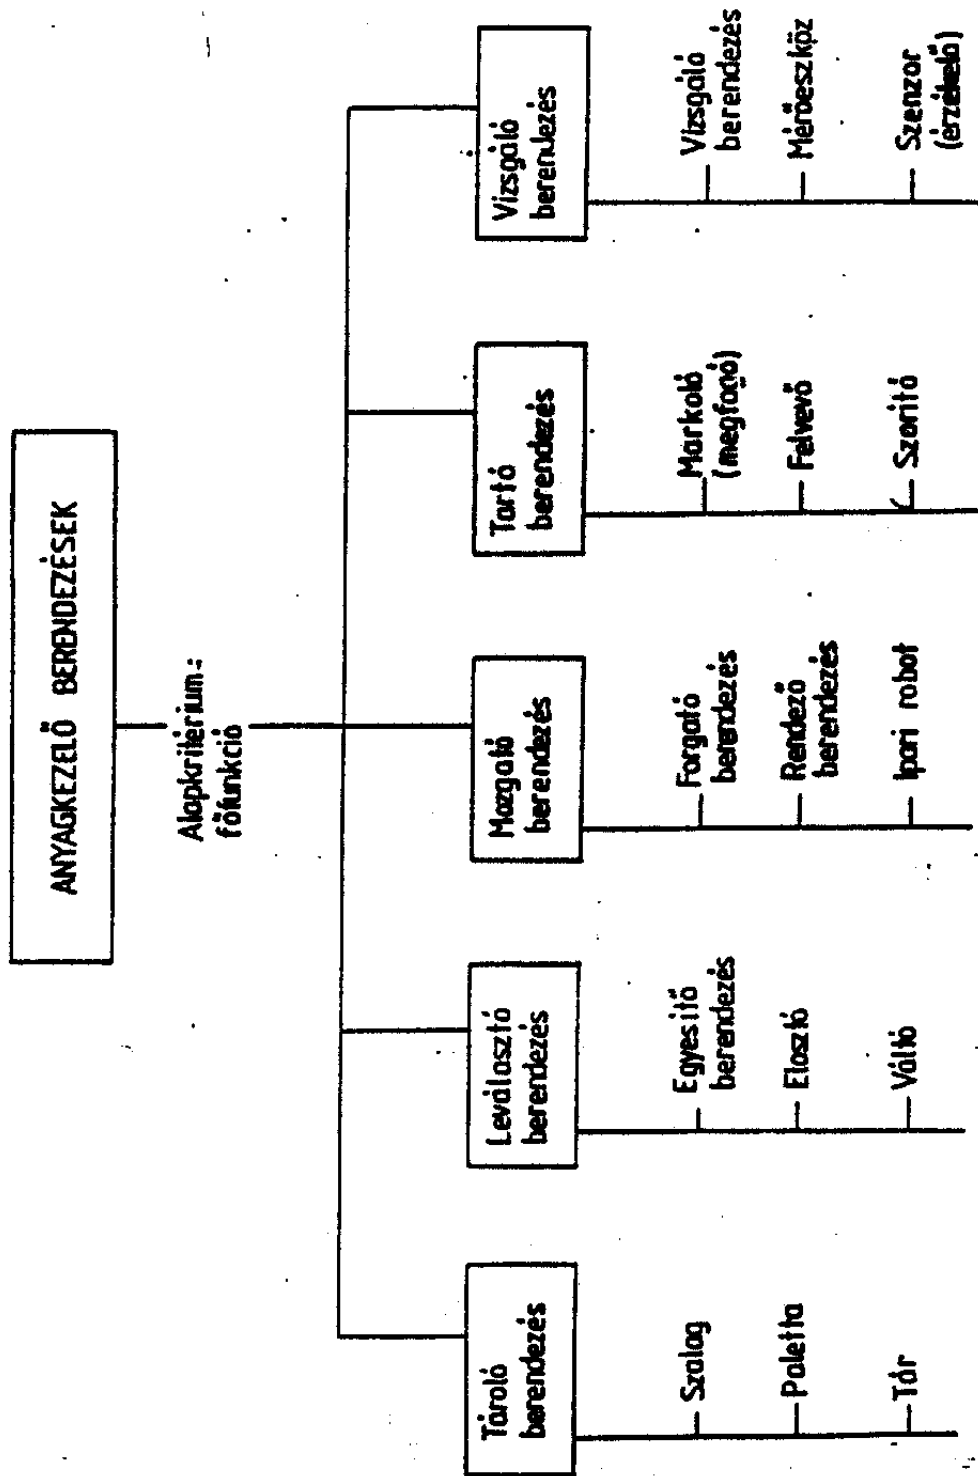 ANYAGKEZELŐ BERENDEZÉSEK
Alapkritérium:
főfunkció
Tároló
berendezés
Szalag
Paletta
Tár
Leválasztó
berendezés
Egyesítő
berendezés
Elosztó
Váltó
Mozgató
berendezés
Forgató
berendezés
Rendező
berendezés
Ipari robot
Tartó
berendezés
Markoló
(megfogó)
Felvevő
Szorító
Vizsgáló
berendezés
Vizsgáló
berendezés
Mérőeszköz
Szenzor
(érzékelő)